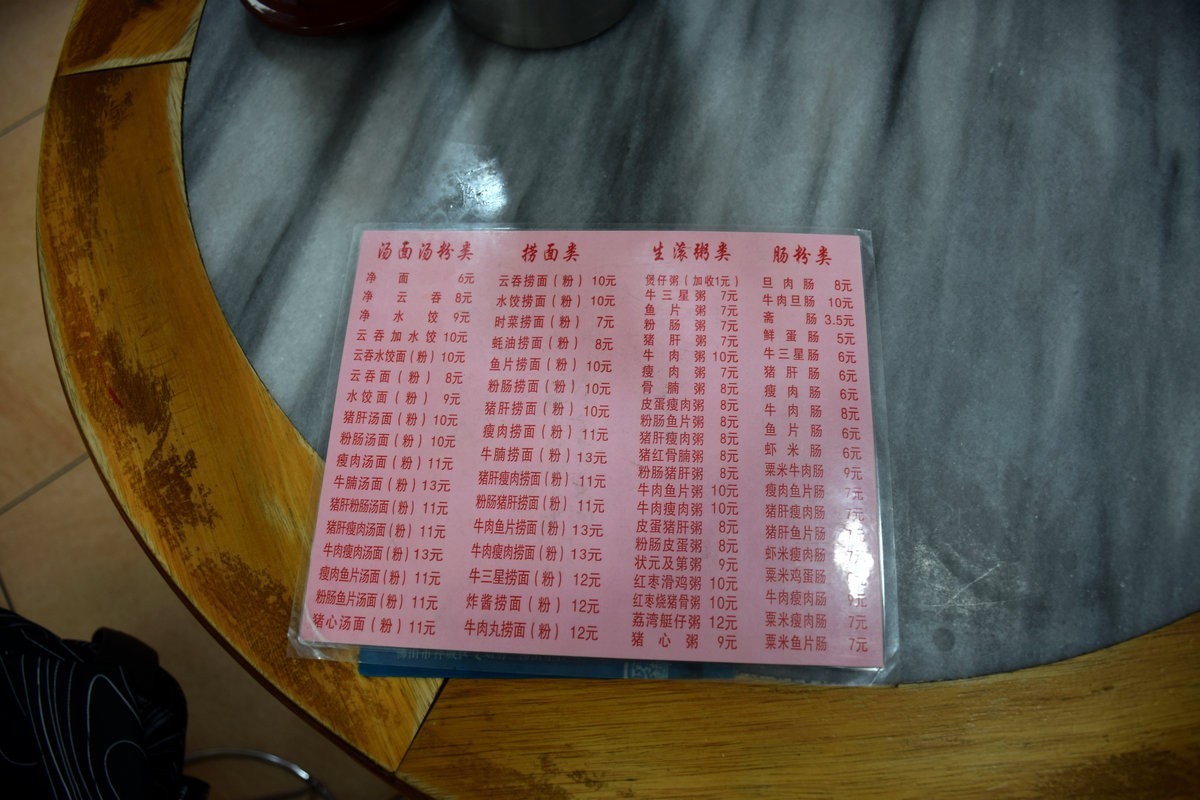 汤面汤粉类
净面 6元
净云吞 8元
净水饺 9元
云吞加水饺 10元
云吞水饺面(粉) 10元
云吞面(粉) 8元
水饺面(粉) 9元
猪肝汤面(粉) 10元
粉肠汤面(粉) 10元
瘦肉汤面(粉) 11元
牛腩汤面(粉) 13元
猪肝粉肠汤面(粉) 11元
猪肝瘦肉汤面(粉) 11元
牛肉瘦肉汤面(粉) 13元
瘦肉鱼片汤面(粉) 11元
粉肠鱼片汤面(粉) 11元
猪心汤面(粉) 11元
捞面类
云吞捞面(粉) 10元
水饺捞面(粉) 10元
时菜捞面(粉) 7元
蚝油捞面(粉) 8元
鱼片捞面(粉) 10元
粉肠捞面(粉) 10元
猪肝捞面(粉) 10元
瘦肉捞面(粉) 11元
牛腩捞面(粉) 13元
猪肝瘦肉捞面(粉) 11元
粉肠猪肝捞面(粉) 11元
牛肉鱼片捞面(粉) 13元
牛肉瘦肉捞面(粉) 13元
牛三星捞面(粉) 12元
炸酱捞面(粉) 12元
牛肉丸捞面(粉) 12元
生滚粥类
煲仔粥(加收1元)
牛三星粥 7元
鱼片粥 7元
粉肠粥 7元
猪肝粥 7元
牛肉粥 10元
瘦肉粥 7元
骨腩粥 8元
皮蛋瘦肉粥 8元
粉肠鱼片粥 8元
猪肝瘦肉粥 8元
猪红骨腩粥 8元
粉肠猪肝粥 8元
牛肉鱼片粥 10元
牛肉瘦肉粥 10元
皮蛋猪肝粥 8元
粉肠皮蛋粥 8元
状元及第粥 9元
红枣滑鸡粥 10元
红枣烧猪骨粥 10元
荔湾艇仔粥 12元
猪心粥 9元
肠粉类
旦肉肠 8元
牛肉旦肠 10元
斋肠 3.5元
鲜蛋肠 5元
牛三星肠 6元
猪肝肠 6元
瘦肉肠 6元
牛肉肠 8元
鱼片肠 6元
虾米肠 6元
粟米牛肉肠 9元
瘦肉鱼片肠 7元
猪肝瘦肉肠 7元
猪肝鱼片肠 7元
虾米瘦肉肠
粟米鸡蛋肠
牛肉瘦肉肠 9元
粟米瘦肉肠 7元
粟米鱼片肠 7元